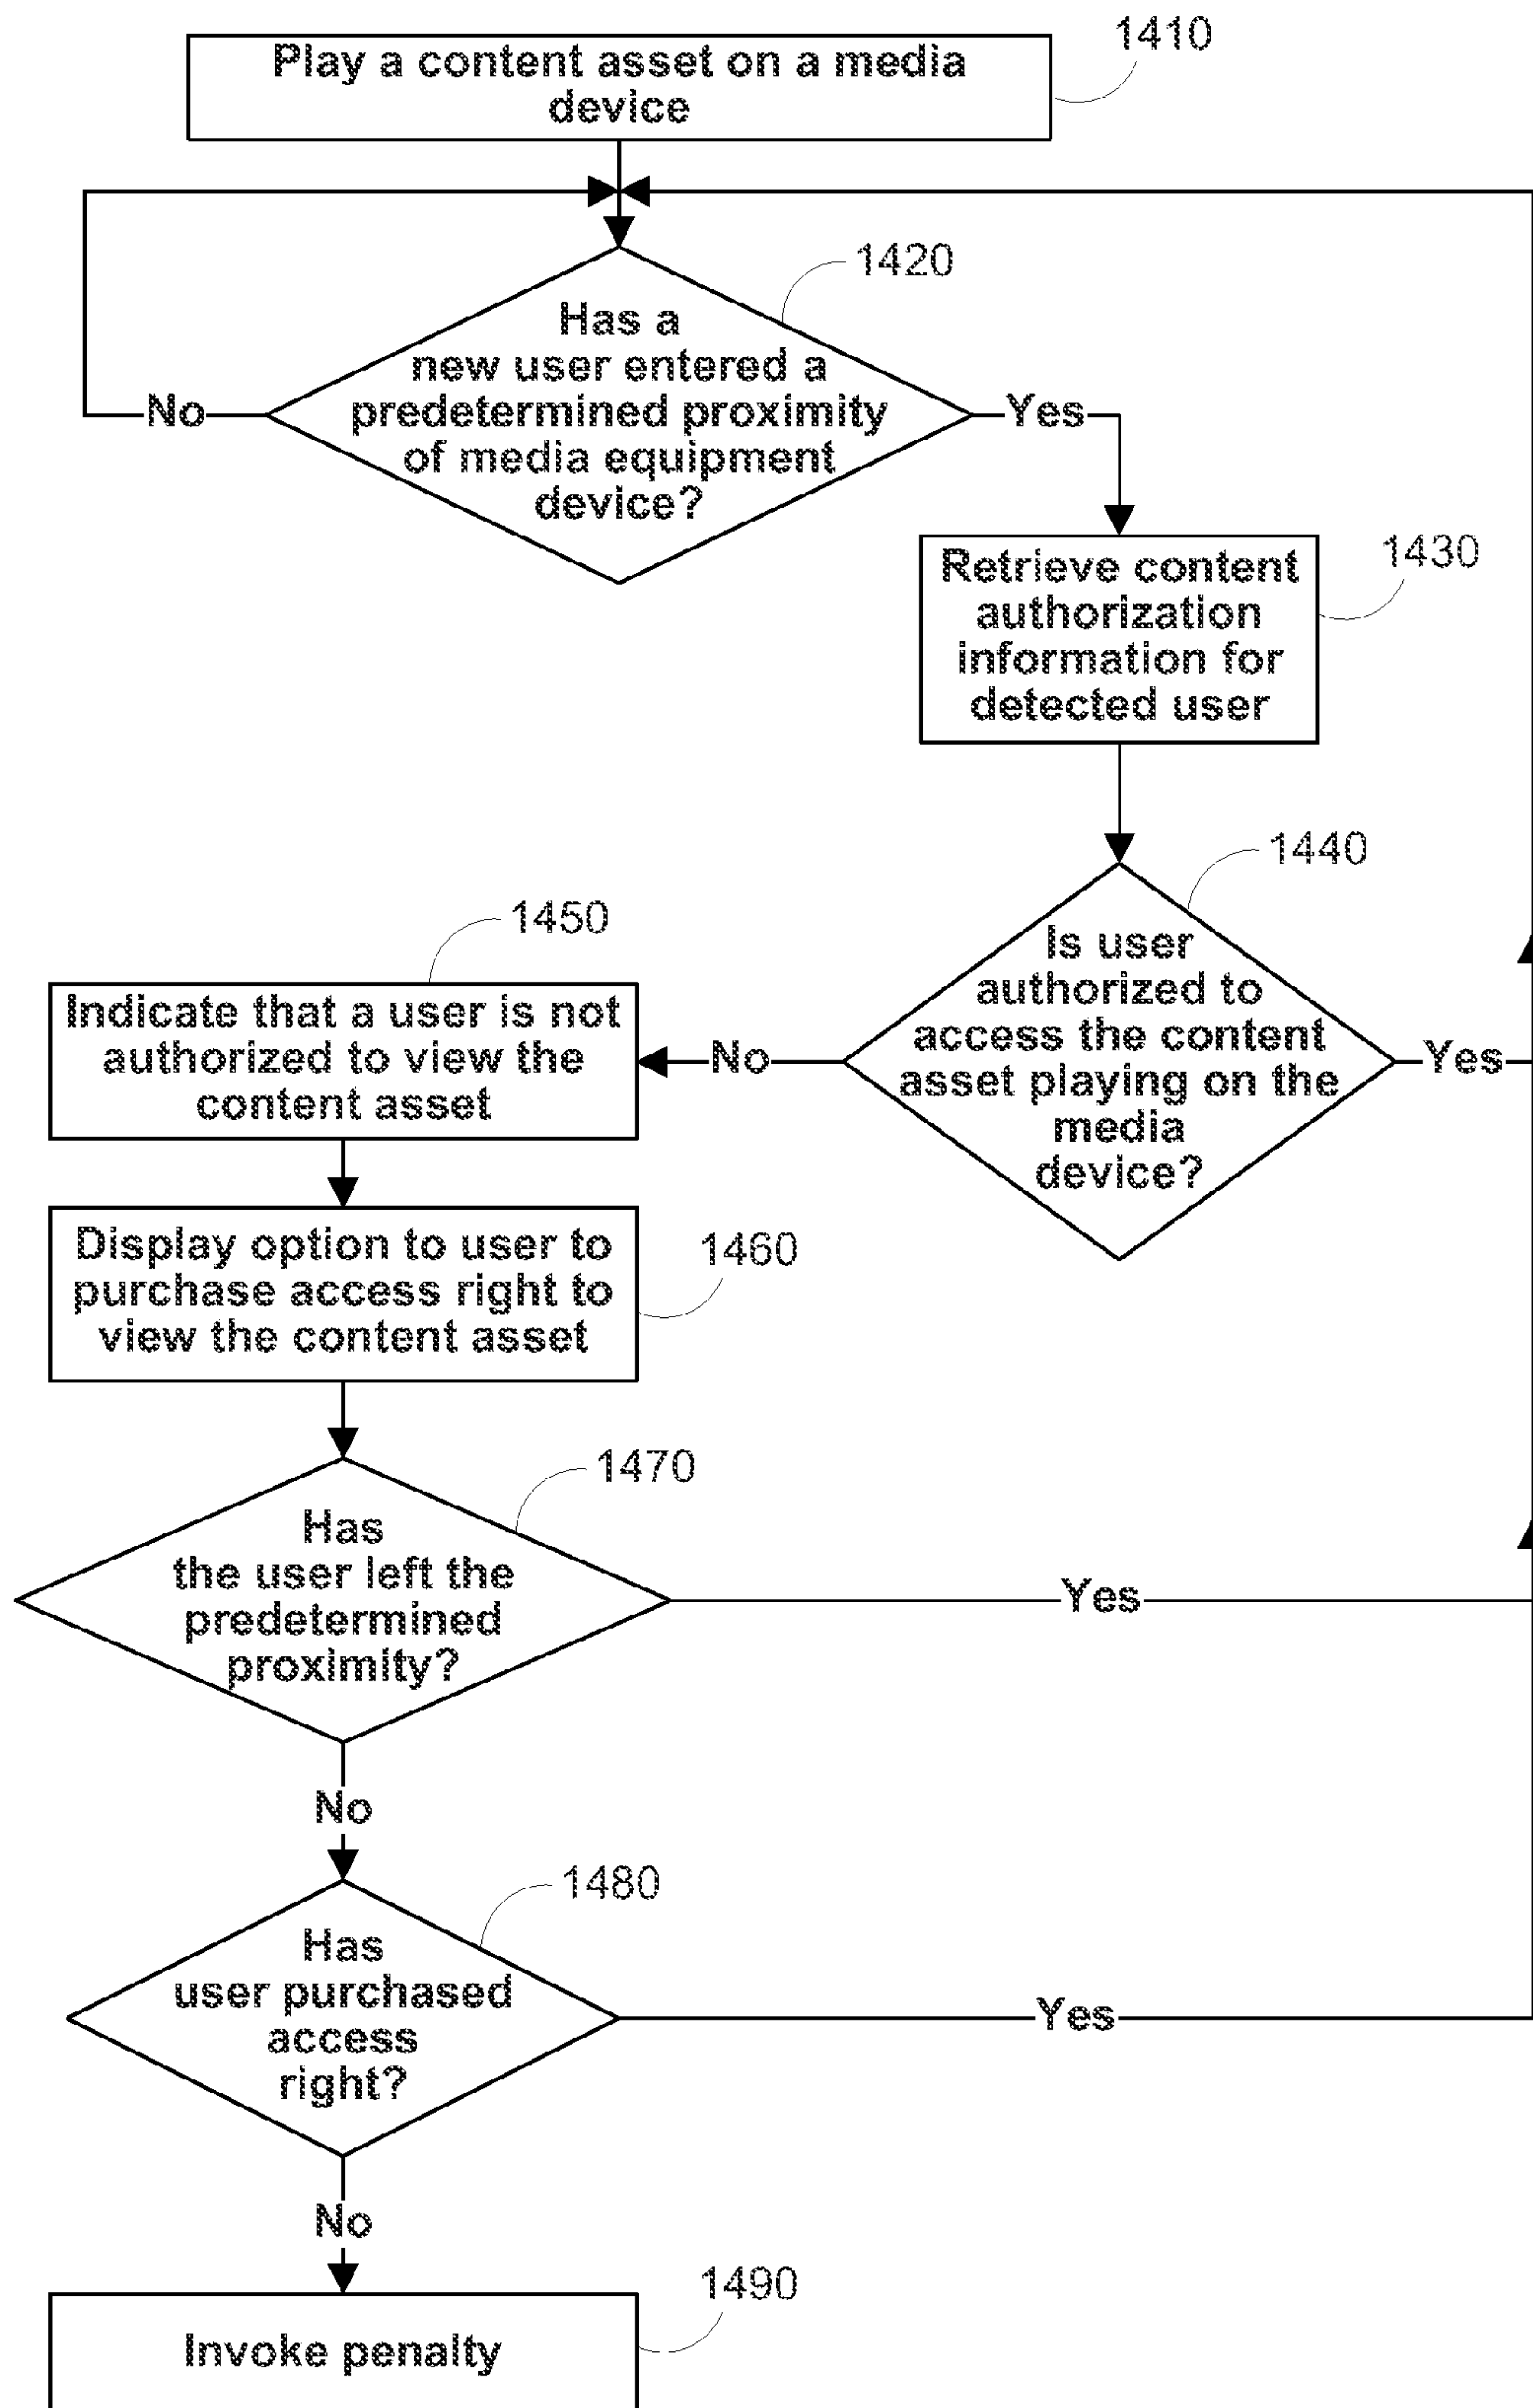 1410
Play a content asset on a media
device
1420
Has a
new user entered a
predetermined proximity
of media equipment
device?
No
Yes
1430
Retrieve content
authorization
information for
detected user
1440
Is user
authorized to
access the content
asset playing on the
media
device?
No
Yes
1450
Indicate that a user is not
authorized to view the
content asset
1460
Display option to user to
purchase access right to
view the content asset
1470
Has
the user left the
predetermined
proximity?
Yes
No
1480
Has
user purchased
access
right?
Yes
No
1490
Invoke penalty